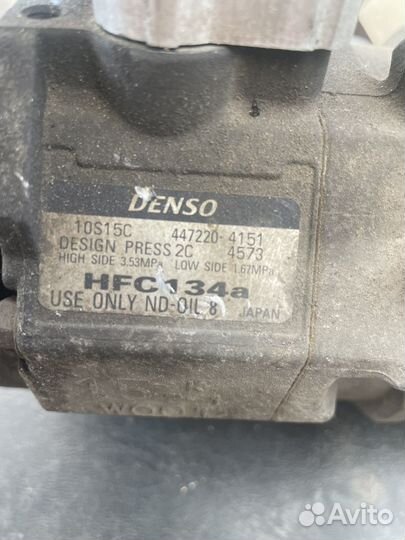 DENSO
10S15C 447220-4151
DESIGN PRESS 2C 4573
HIGH SIDE 3.53MPa LOW SIDE 1.67MPa
HFC134a
USE ONLY ND-OIL 8 JAPAN
Avito